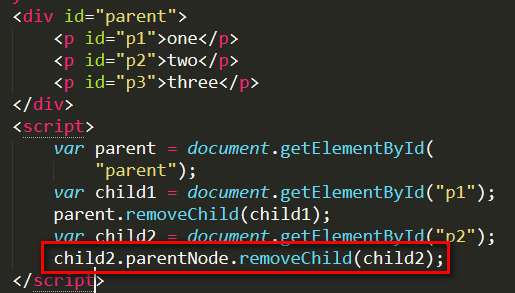 <div id="parent">
<p id="p1">one</p>
<p id="p2">two</p>
<p id="p3">three</p>
</div>
<script>
var parent = document.getElementById(
"parent");
var child1 = document.getElementById("p1");
parent.removeChild(child1);
var child2 = document.getElementById("p2");
child2.parentNode.removeChild(child2);
</script>